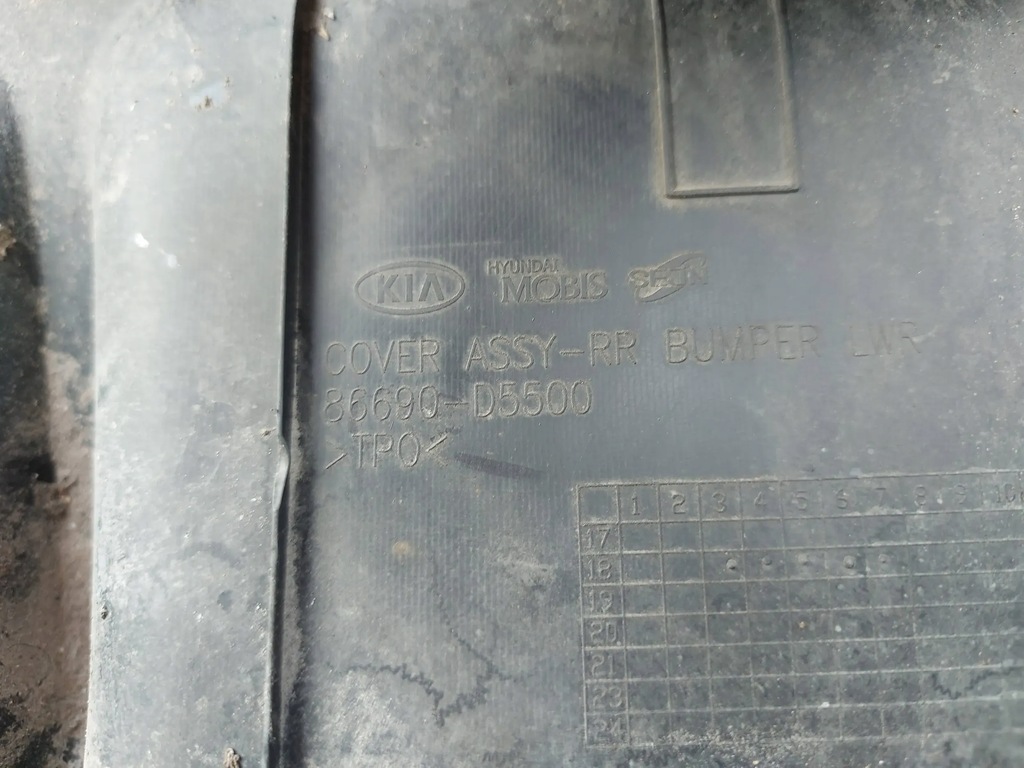 KIA HYUNDAI MOBIS
COVER ASSY-RR BUMPER LWR
86690-D5500
>TPO<
1 2 3 4 5 6 7 8 9 10
17
18
19
20
21
23
24